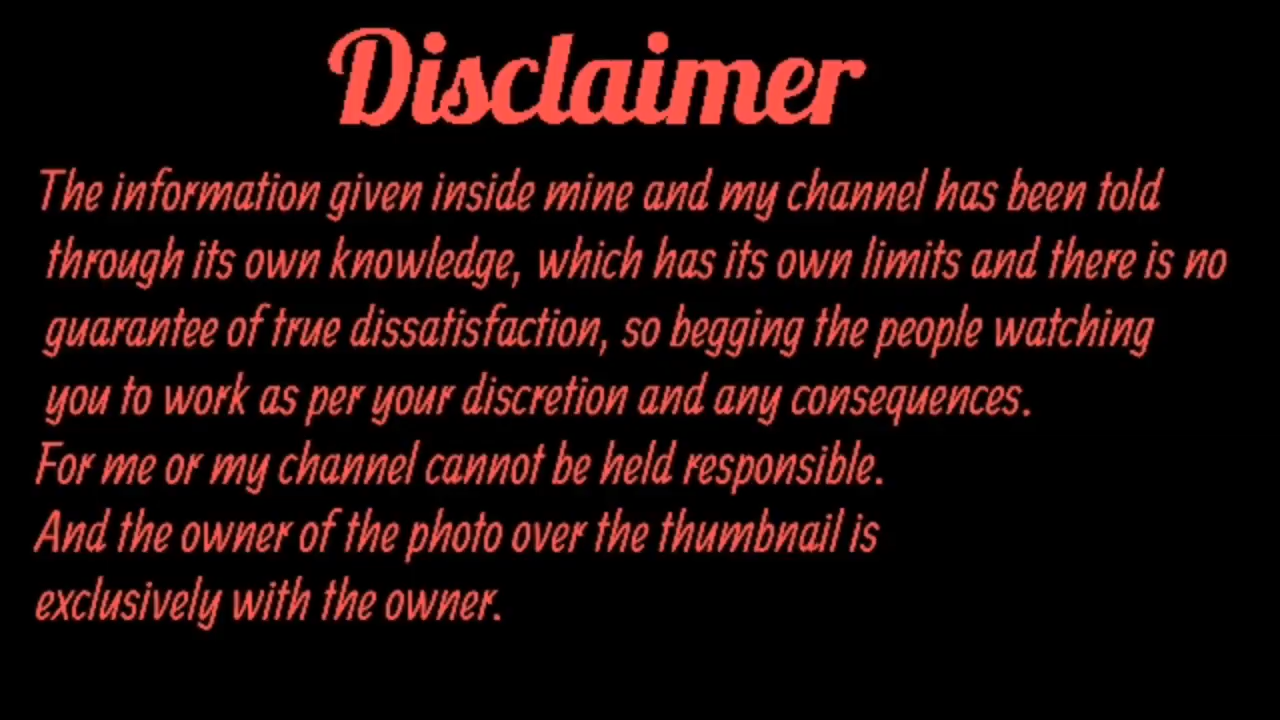 Disclaimer
The information given inside mine and my channel has been told
through its own knowledge, which has its own limits and there is no
guarantee of true dissatisfaction, so begging the people watching
you to work as per your discretion and any consequences.
For me or my channel cannot be held responsible.
And the owner of the photo over the thumbnail is
exclusively with the owner.